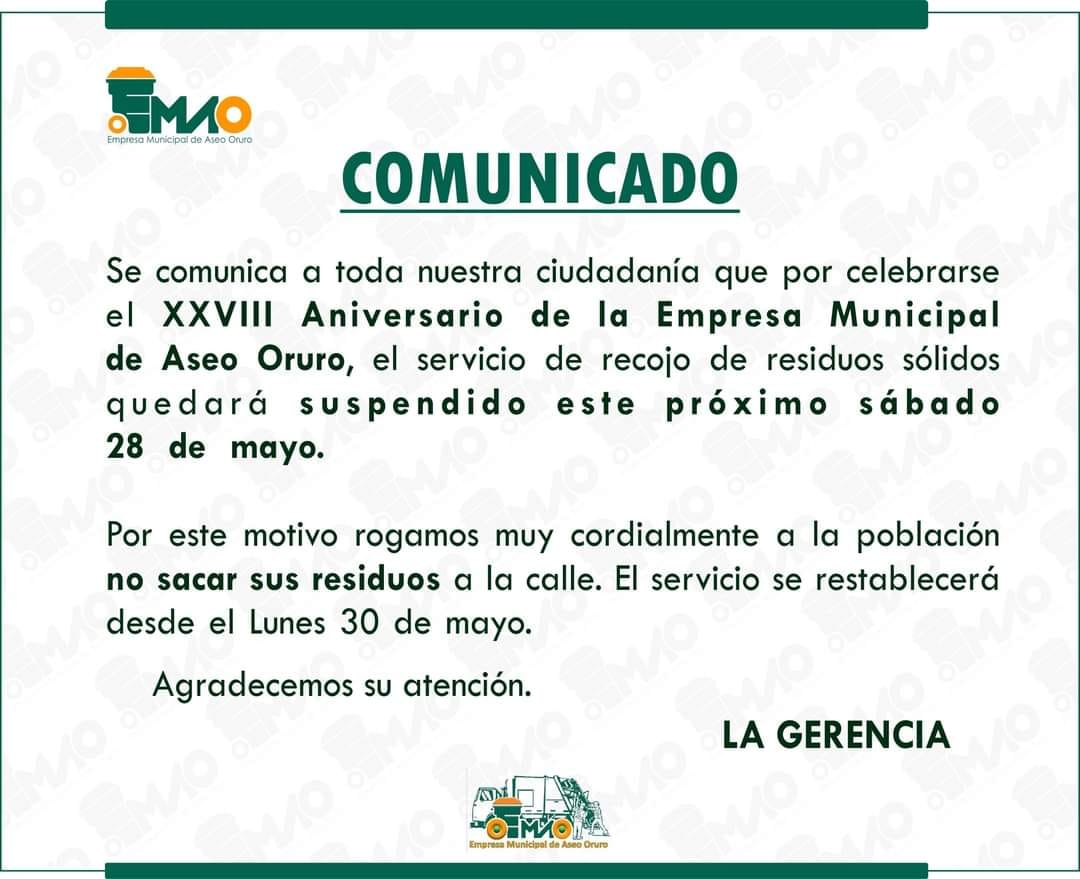 EMAO
Empresa Municipal de Aseo Oruro
COMUNICADO
Se comunica a toda nuestra ciudadanía que por celebrarse
el XXVIII Aniversario de la Empresa Municipal
de Aseo Oruro, el servicio de recojo de residuos sólidos
quedará suspendido este próximo sábado
28 de mayo.
Por este motivo rogamos muy cordialmente a la población
no sacar sus residuos a la calle. El servicio se restablecerá
desde el Lunes 30 de mayo.
Agradecemos su atención.
LA GERENCIA
EMAO
Empresa Municipal de Aseo Oruro